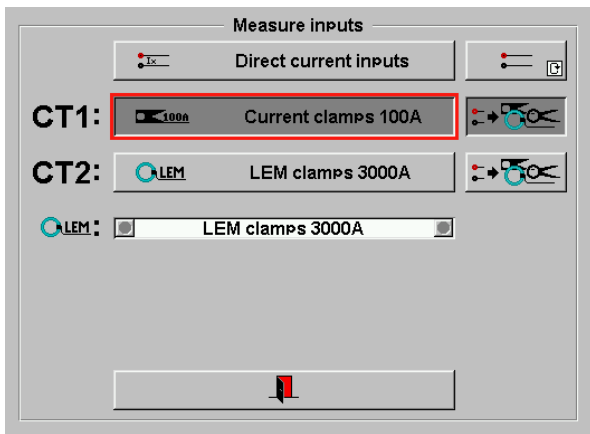 Measure inputs
Ix Direct current inputs
CT1: 100A Current clamps 100A
CT2: LEM LEM clamps 3000A
LEM: LEM clamps 3000A